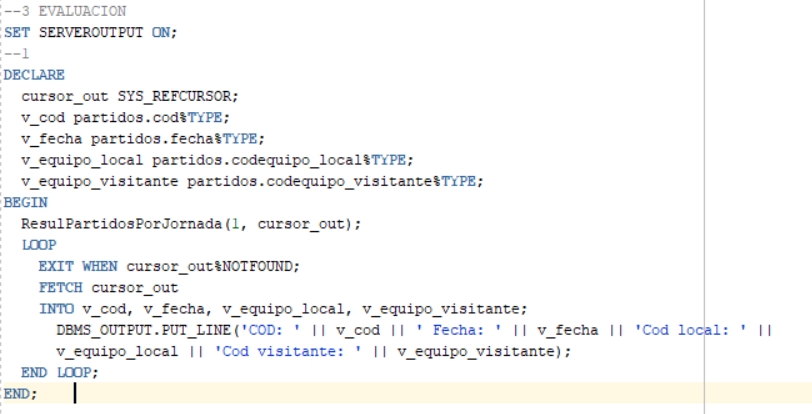 --3 EVALUACION
SET SERVEROUTPUT ON;
--1
DECLARE
cursor_out SYS_REFCURSOR;
v_cod partidos.cod%TYPE;
v_fecha partidos.fecha%TYPE;
v_equipo_local partidos.codequipo_local%TYPE;
v_equipo_visitante partidos.codequipo_visitante%TYPE;
BEGIN
ResulPartidosPorJornada(1, cursor_out);
LOOP
EXIT WHEN cursor_out%NOTFOUND;
FETCH cursor_out
INTO v_cod, v_fecha, v_equipo_local, v_equipo_visitante;
DBMS_OUTPUT.PUT_LINE('COD: ' || v_cod || ' Fecha: ' || v_fecha || 'Cod local: ' ||
v_equipo_local || 'Cod visitante: ' || v_equipo_visitante);
END LOOP;
END;